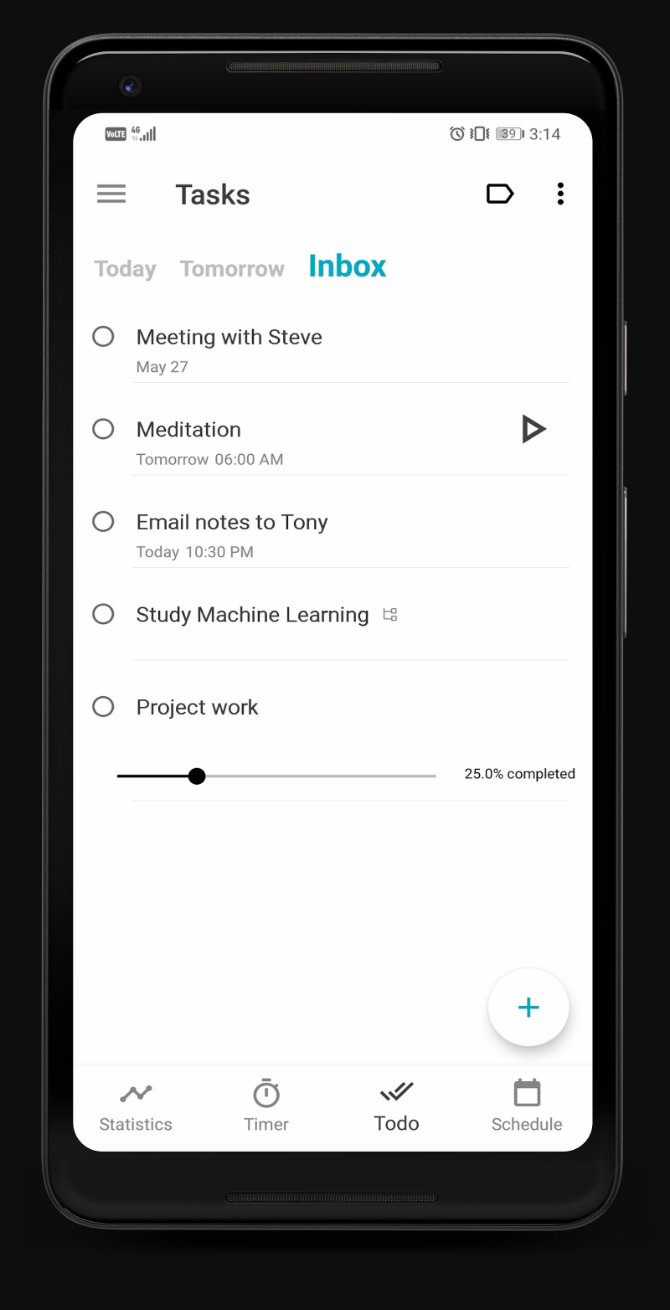 VoLTE 4G 39 3:14
Tasks
Today Tomorrow Inbox
Meeting with Steve
May 27
Meditation
Tomorrow 06:00 AM
Email notes to Tony
Today 10:30 PM
Study Machine Learning
Project work
25.0% completed
Statistics Timer Todo Schedule